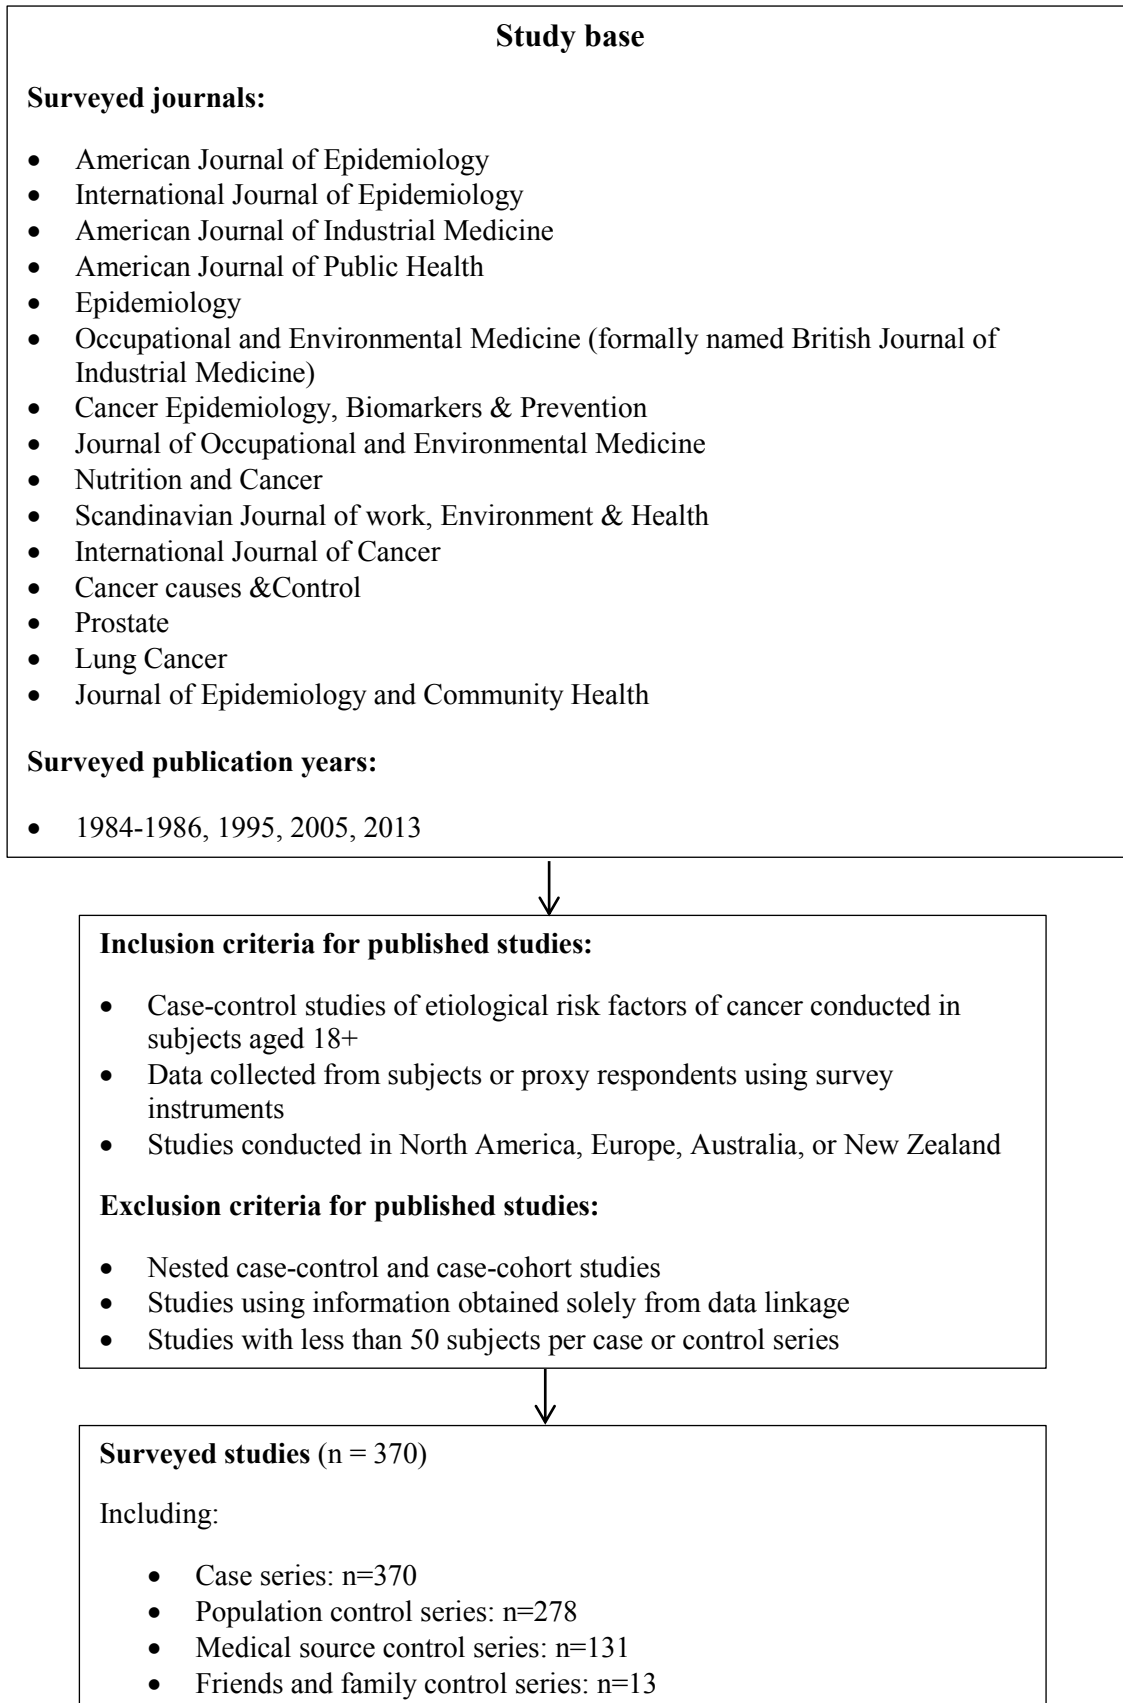 Study base
Surveyed journals:
• American Journal of Epidemiology
• International Journal of Epidemiology
• American Journal of Industrial Medicine
• American Journal of Public Health
• Epidemiology
• Occupational and Environmental Medicine (formally named British Journal of
Industrial Medicine)
• Cancer Epidemiology, Biomarkers & Prevention
• Journal of Occupational and Environmental Medicine
• Nutrition and Cancer
• Scandinavian Journal of work, Environment & Health
• International Journal of Cancer
• Cancer causes &Control
• Prostate
• Lung Cancer
• Journal of Epidemiology and Community Health
Surveyed publication years:
• 1984-1986, 1995, 2005, 2013
Inclusion criteria for published studies:
• Case-control studies of etiological risk factors of cancer conducted in
subjects aged 18+
• Data collected from subjects or proxy respondents using survey
instruments
• Studies conducted in North America, Europe, Australia, or New Zealand
Exclusion criteria for published studies:
• Nested case-control and case-cohort studies
• Studies using information obtained solely from data linkage
• Studies with less than 50 subjects per case or control series
Surveyed studies (n = 370)
Including:
• Case series: n=370
• Population control series: n=278
• Medical source control series: n=131
• Friends and family control series: n=13